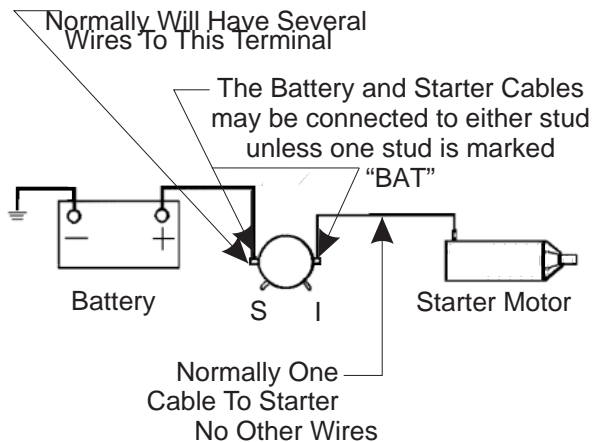 Normally Will Have Several
Wires To This Terminal
The Battery and Starter Cables
may be connected to either stud
unless one stud is marked
“BAT”
− +
Battery
S I
Starter Motor
Normally One
Cable To Starter
No Other Wires